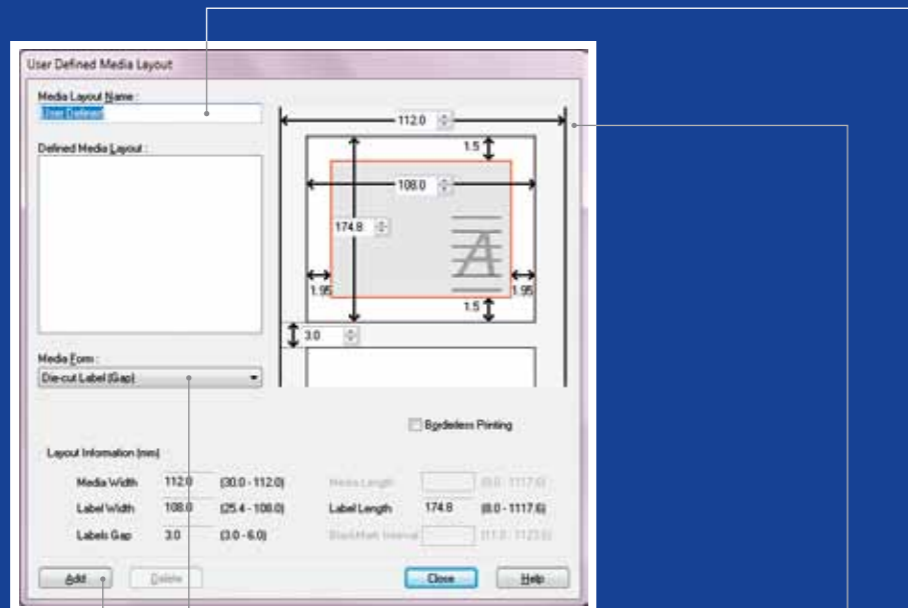 User Defined Media Layout
Media Layout Name :
User Defined
Defined Media Layout :
112.0
1.5
108.0
174.8
A
1.95
1.95
1.5
3.0
Media Form :
Die-cut Label (Gap)
Borderless Printing
Layout Information (mm)
Media Width 112.0 (30.0 - 112.0) Media Length (8.0 - 1117.6)
Label Width 108.0 (25.4 - 108.0) Label Length 174.8 (8.0 - 1117.6)
Labels Gap 3.0 (3.0 - 6.0) BlackMark Interval
Add Delete Close Help